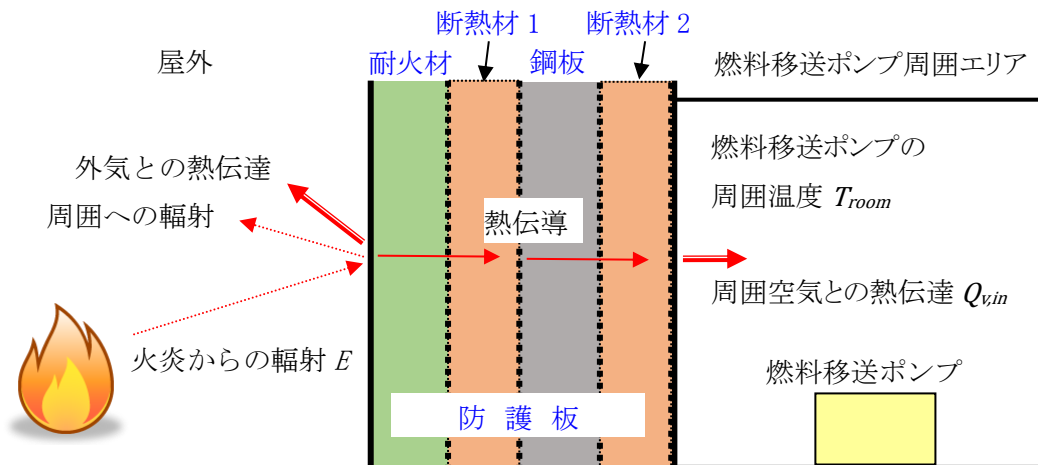 断熱材 1
断熱材 2
屋外
耐火材
鋼板
燃料移送ポンプ周囲エリア
外気との熱伝達
周囲への輻射
熱伝導
燃料移送ポンプの
周囲温度 Troom
周囲空気との熱伝達 Qv,in
火炎からの輻射 E
燃料移送ポンプ
防 護 板